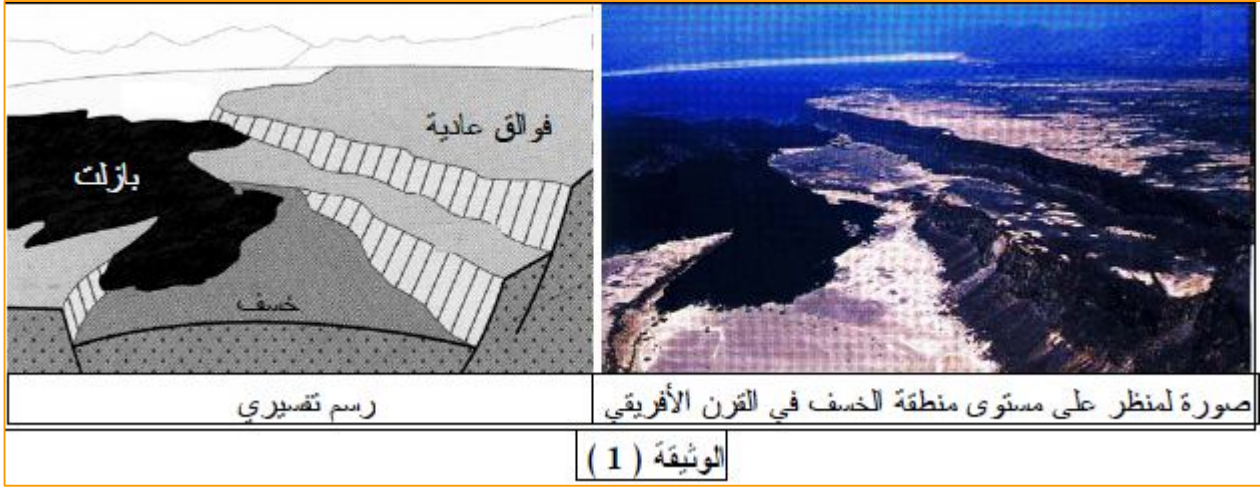 فوالق عادية
بازلت
خسف
صورة لمنظر على مستوى منطقة الخسف في القرن الأفريقي
رسم تفسيري
الوثيقة ( 1 )